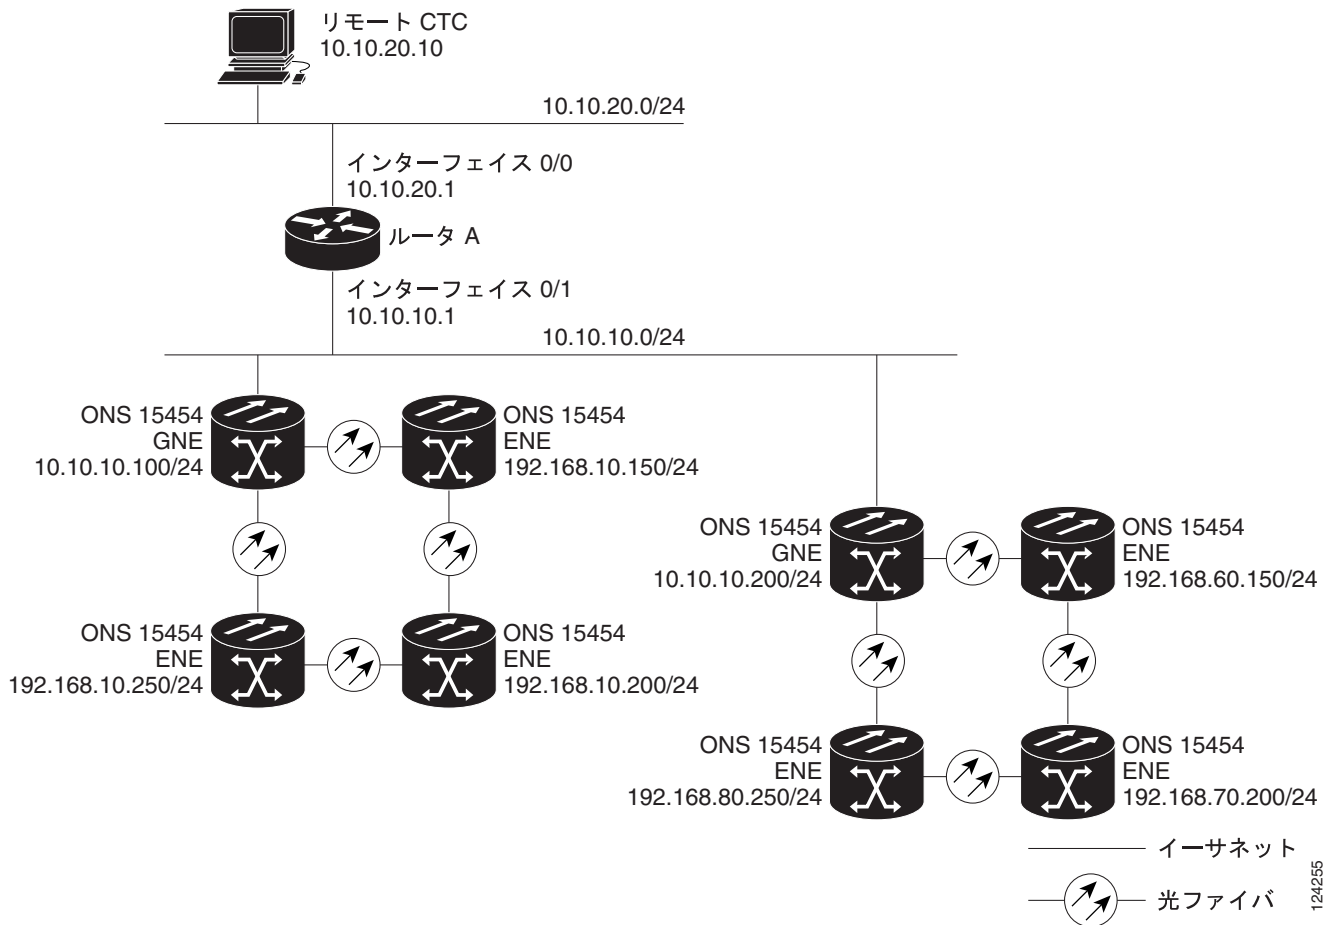 リモート CTC
10.10.20.10
10.10.20.0/24
インターフェイス 0/0
10.10.20.1
ルータ A
インターフェイス 0/1
10.10.10.1
10.10.10.0/24
ONS 15454
GNE
10.10.10.100/24
ONS 15454
ENE
192.168.10.150/24
ONS 15454
ENE
192.168.10.250/24
ONS 15454
ENE
192.168.10.200/24
ONS 15454
GNE
10.10.10.200/24
ONS 15454
ENE
192.168.60.150/24
ONS 15454
ENE
192.168.80.250/24
ONS 15454
ENE
192.168.70.200/24
イーサネット
光ファイバ
124255